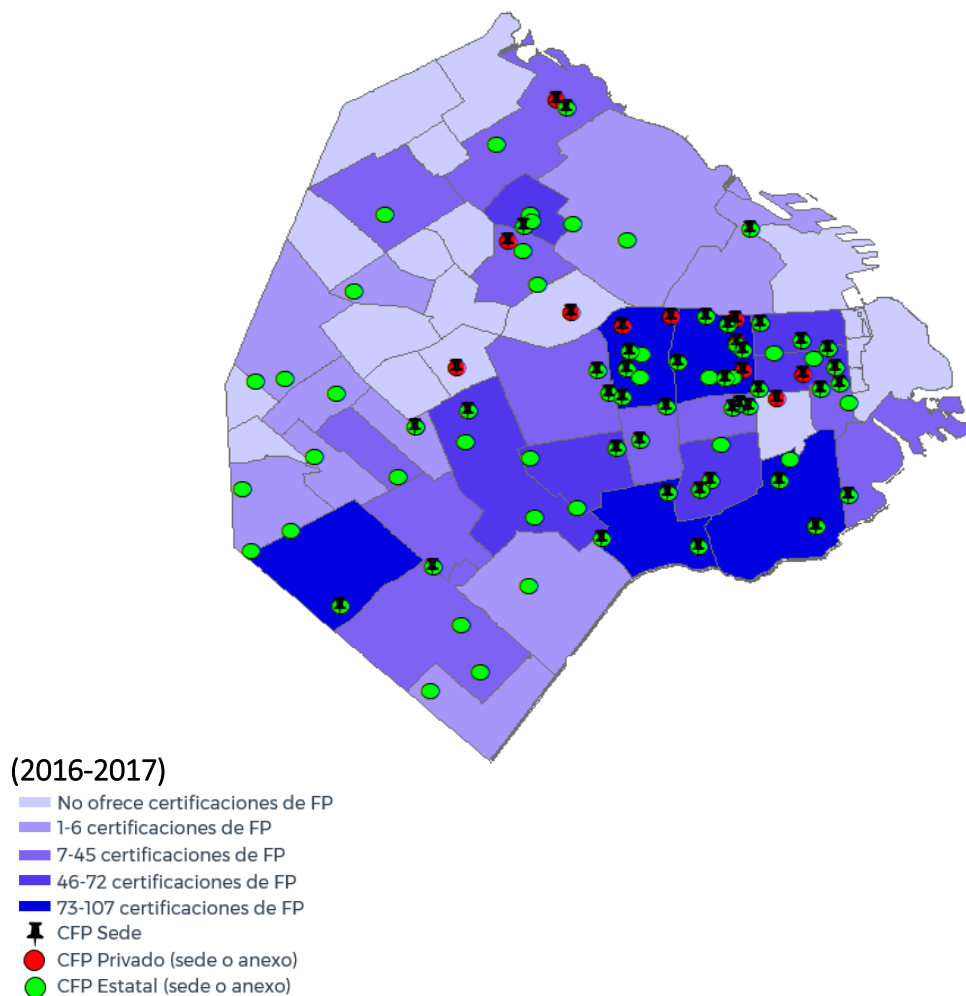 (2016-2017)
No ofrece certificaciones de FP
1-6 certificaciones de FP
7-45 certificaciones de FP
46-72 certificaciones de FP
73-107 certificaciones de FP
CFP Sede
CFP Privado (sede o anexo)
CFP Estatal (sede o anexo)